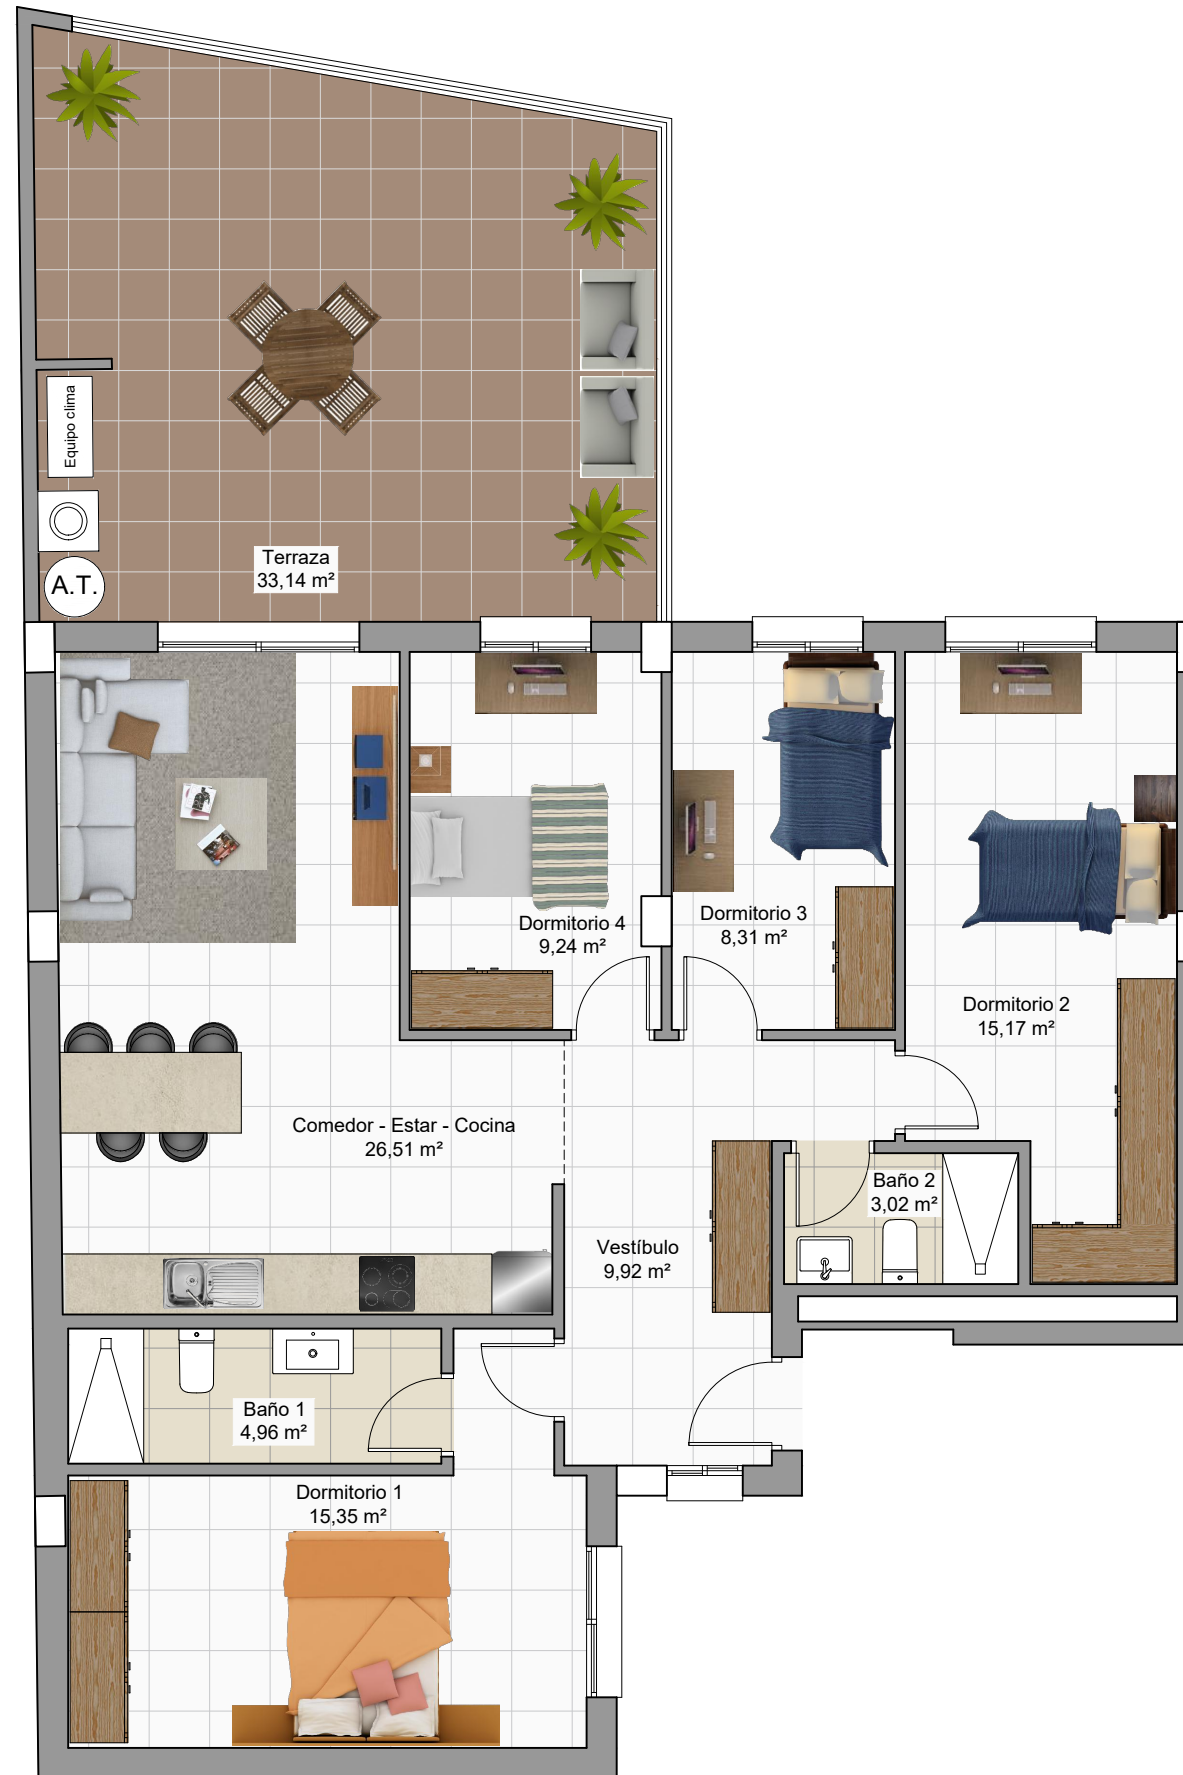 Equipo clima
A.T.
Terraza
33,14 m²
Dormitorio 4
9,24 m²
Dormitorio 3
8,31 m²
Dormitorio 2
15,17 m²
Comedor - Estar - Cocina
26,51 m²
Baño 2
3,02 m²
Vestíbulo
9,92 m²
Baño 1
4,96 m²
Dormitorio 1
15,35 m²